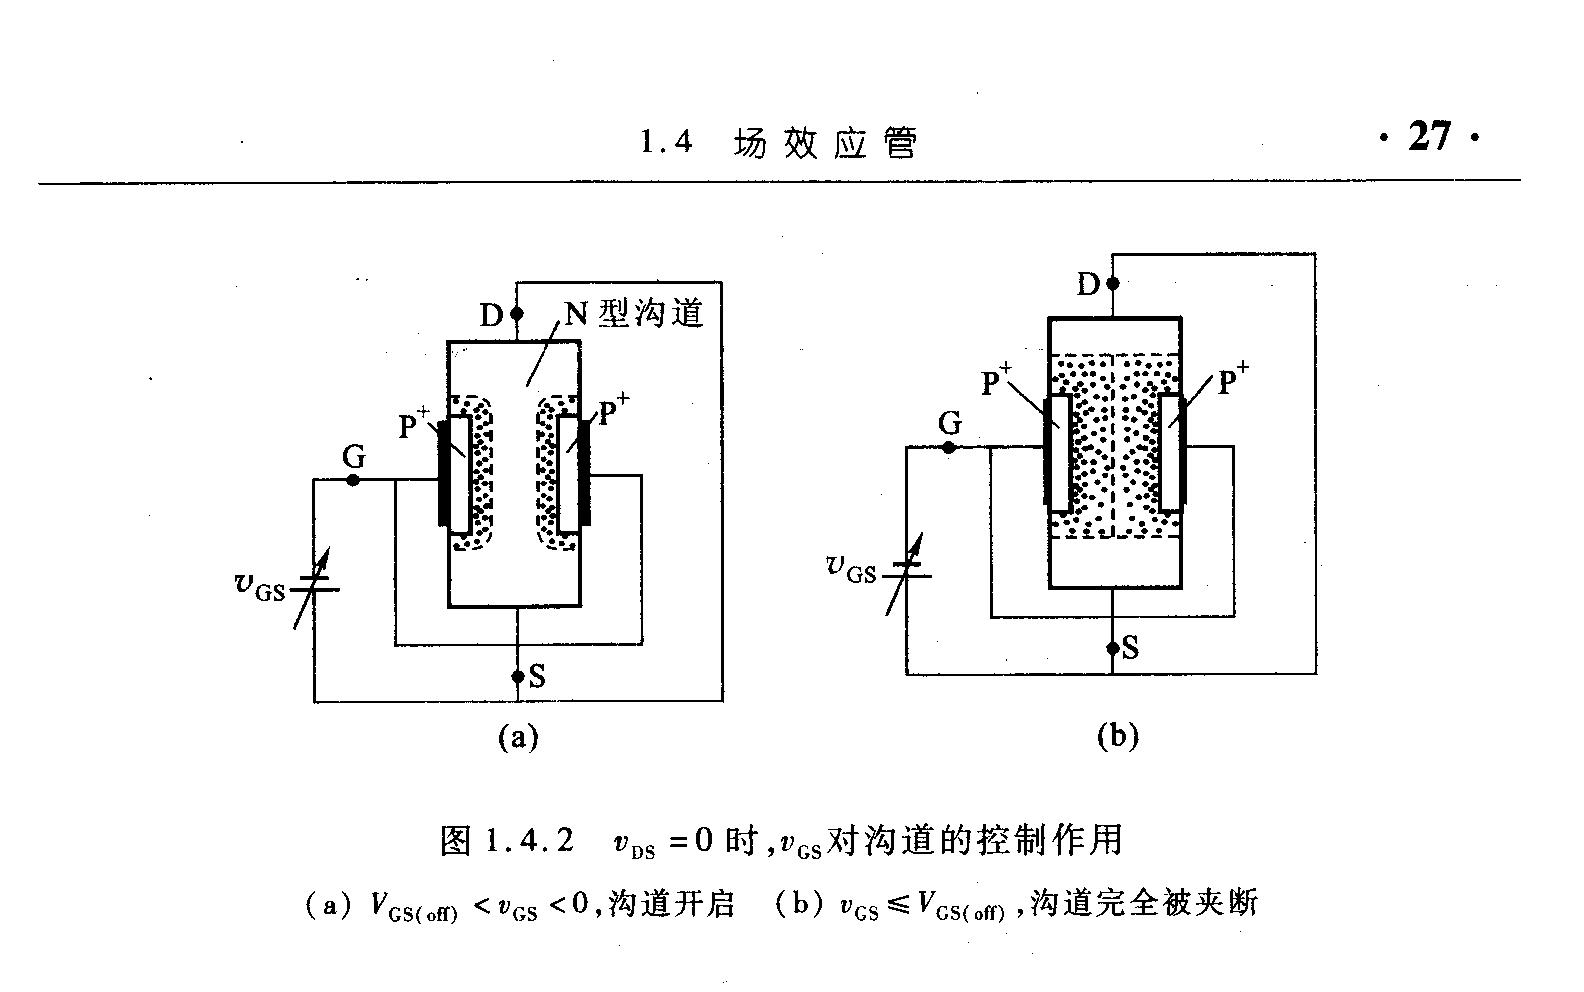 1.4 场效应管
· 27 ·
D
N型沟道
P+
P+
G
vGS
S
(a)
D
P+
P+
G
vGS
S
(b)
图 1.4.2 vDS =0 时,vGS对沟道的控制作用
(a) VGS(off) <vGS <0,沟道开启 (b) vGS≤VGS(off) ,沟道完全被夹断